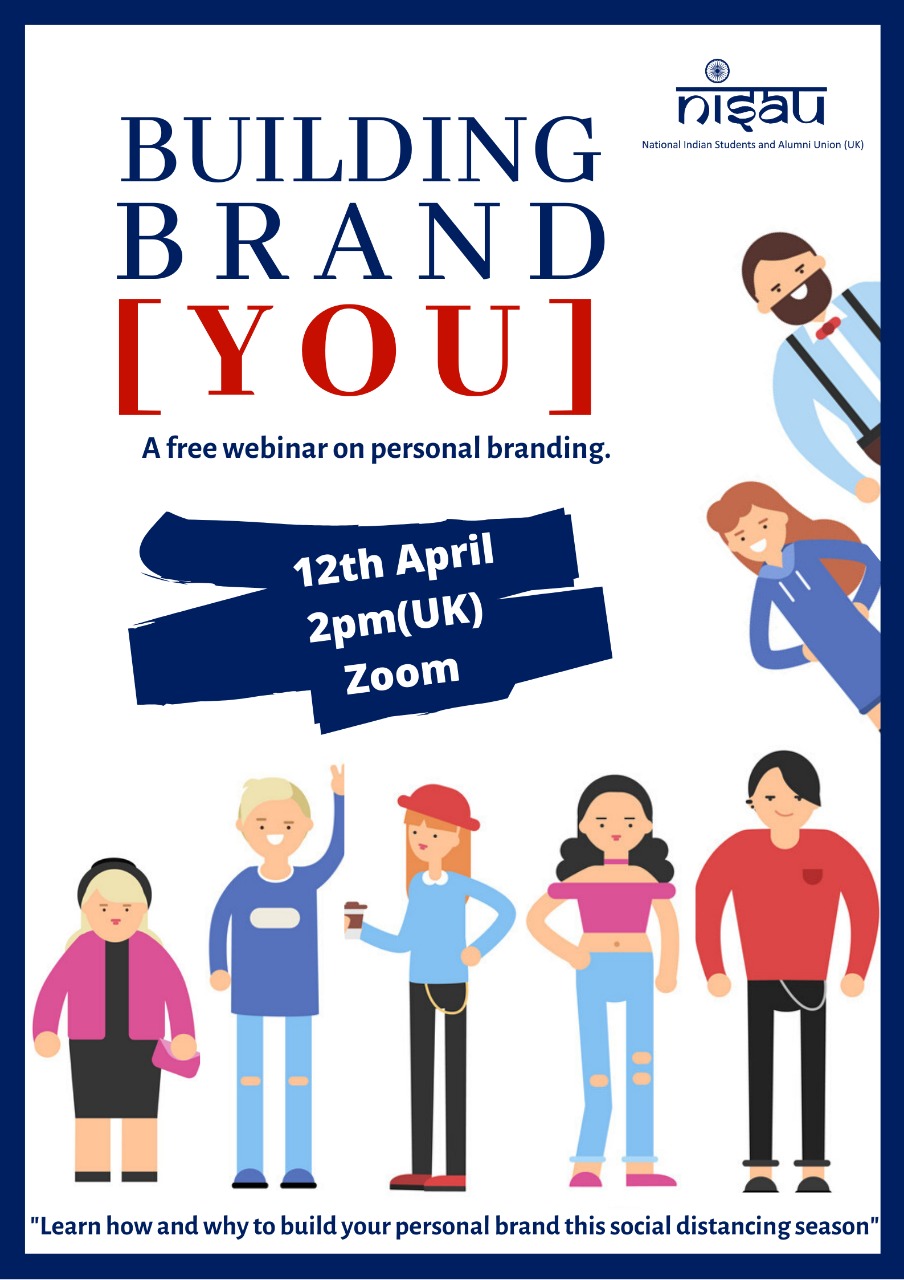 nisau
National Indian Students and Alumni Union (UK)
BUILDING
BRAND
[YOU]
A free webinar on personal branding.
12th April
2pm(UK)
Zoom
"Learn how and why to build your personal brand this social distancing season"